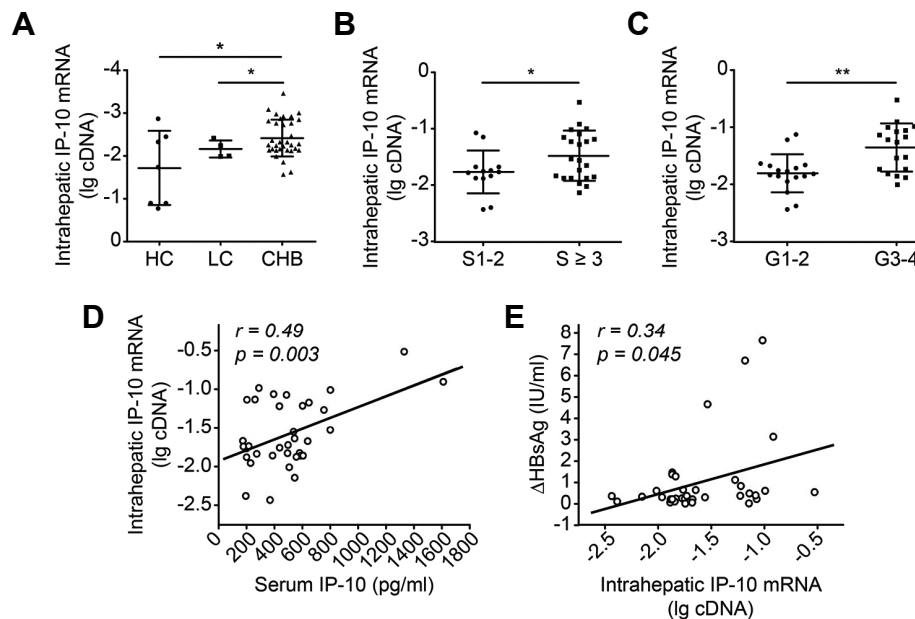 A
Intrahepatic IP-10 mRNA
(lg cDNA)
-4
-3
-2
-1
0
*
*
HC
LC
CHB
B
Intrahepatic IP-10 mRNA
(lg cDNA)
0
-1
-2
-3
*
S1-2
S ≥ 3
C
Intrahepatic IP-10 mRNA
(lg cDNA)
0
-1
-2
-3
**
G1-2
G3-4
D
Intrahepatic IP-10 mRNA
(lg cDNA)
-0.5
-1.0
-1.5
-2.0
-2.5
r = 0.49
p = 0.003
0
200
400
600
800
1000
1200
1400
1600
1800
Serum IP-10 (pg/ml)
E
ΔHBsAg (IU/ml)
8
7
6
5
4
3
2
1
0
-1
r = 0.34
p = 0.045
-2.5
-2.0
-1.5
-1.0
-0.5
Intrahepatic IP-10 mRNA
(lg cDNA)